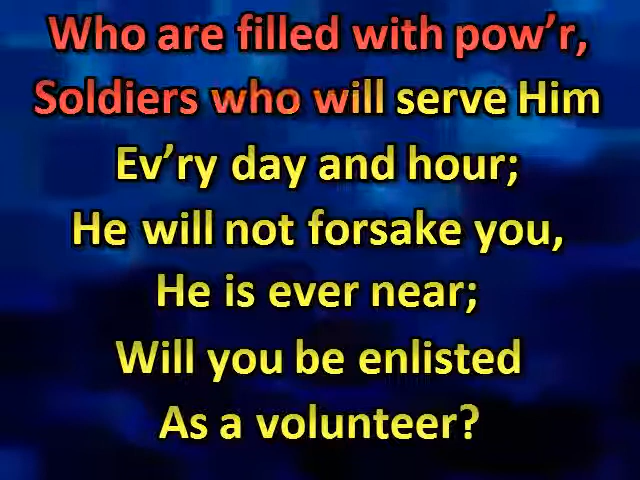 Who are filled with pow’r,
Soldiers who will serve Him
Ev’ry day and hour;
He will not forsake you,
He is ever near;
Will you be enlisted
As a volunteer?